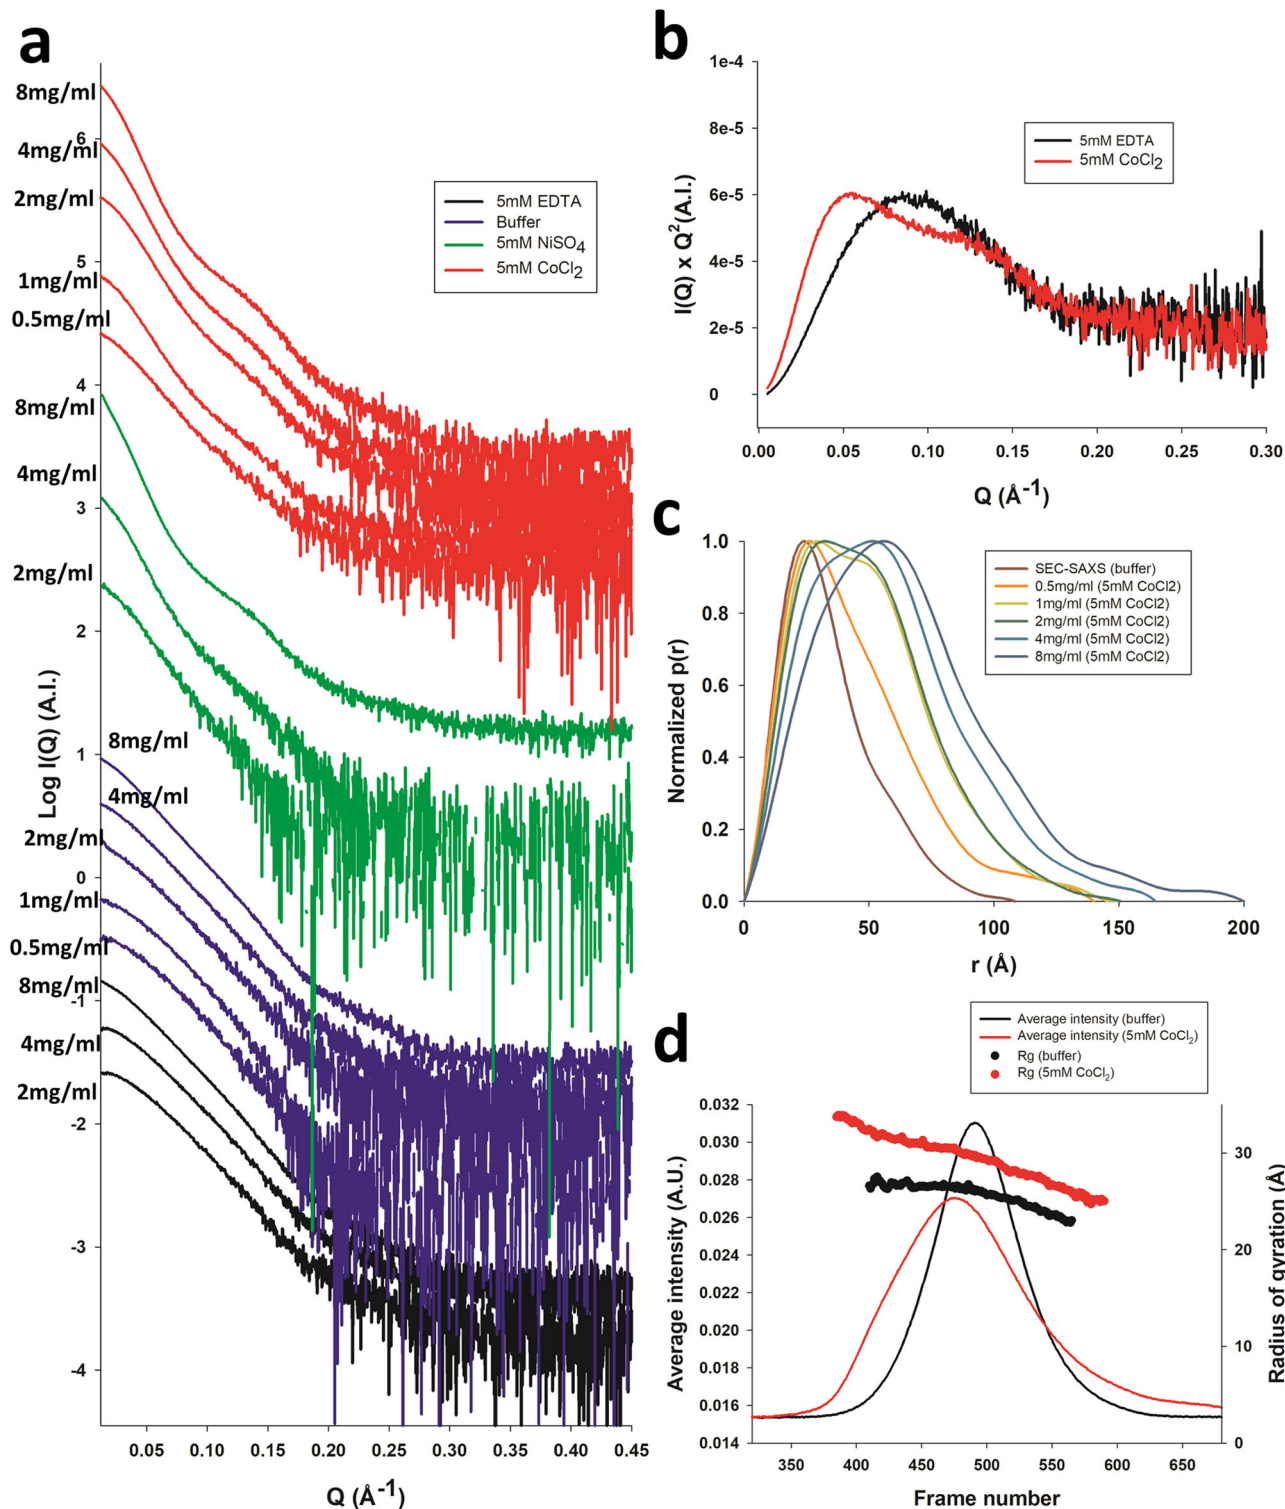 a
8mg/ml
6
4mg/ml
2mg/ml
5
1mg/ml
0.5mg/ml
4
8mg/ml
4mg/ml
3
2mg/ml
2
1
8mg/ml
4mg/ml
2mg/ml
0
1mg/ml
0.5mg/ml
8mg/ml
-1
4mg/ml
2mg/ml
-2
-3
-4
Log I(Q) (A.I.)
5mM EDTA
Buffer
5mM NiSO4
5mM CoCl2
0.05 0.10 0.15 0.20 0.25 0.30 0.35 0.40 0.45
Q (Å-1)
b
1e-4
8e-5
6e-5
4e-5
2e-5
0
I(Q) x Q2(A.I.)
5mM EDTA
5mM CoCl2
0.00 0.05 0.10 0.15 0.20 0.25 0.30
Q (Å-1)
c
1.0
0.8
0.6
0.4
0.2
0.0
Normalized p(r)
SEC-SAXS (buffer)
0.5mg/ml (5mM CoCl2)
1mg/ml (5mM CoCl2)
2mg/ml (5mM CoCl2)
4mg/ml (5mM CoCl2)
8mg/ml (5mM CoCl2)
0 50 100 150 200
r (Å)
d
Average intensity (buffer)
Average intensity (5mM CoCl2)
Rg (buffer)
Rg (5mM CoCl2)
0.032
0.030
0.028
0.026
0.024
0.022
0.020
0.018
0.016
0.014
Average intensity (A.U.)
30
20
10
0
Radius of gyration (Å)
350 400 450 500 550 600 650
Frame number